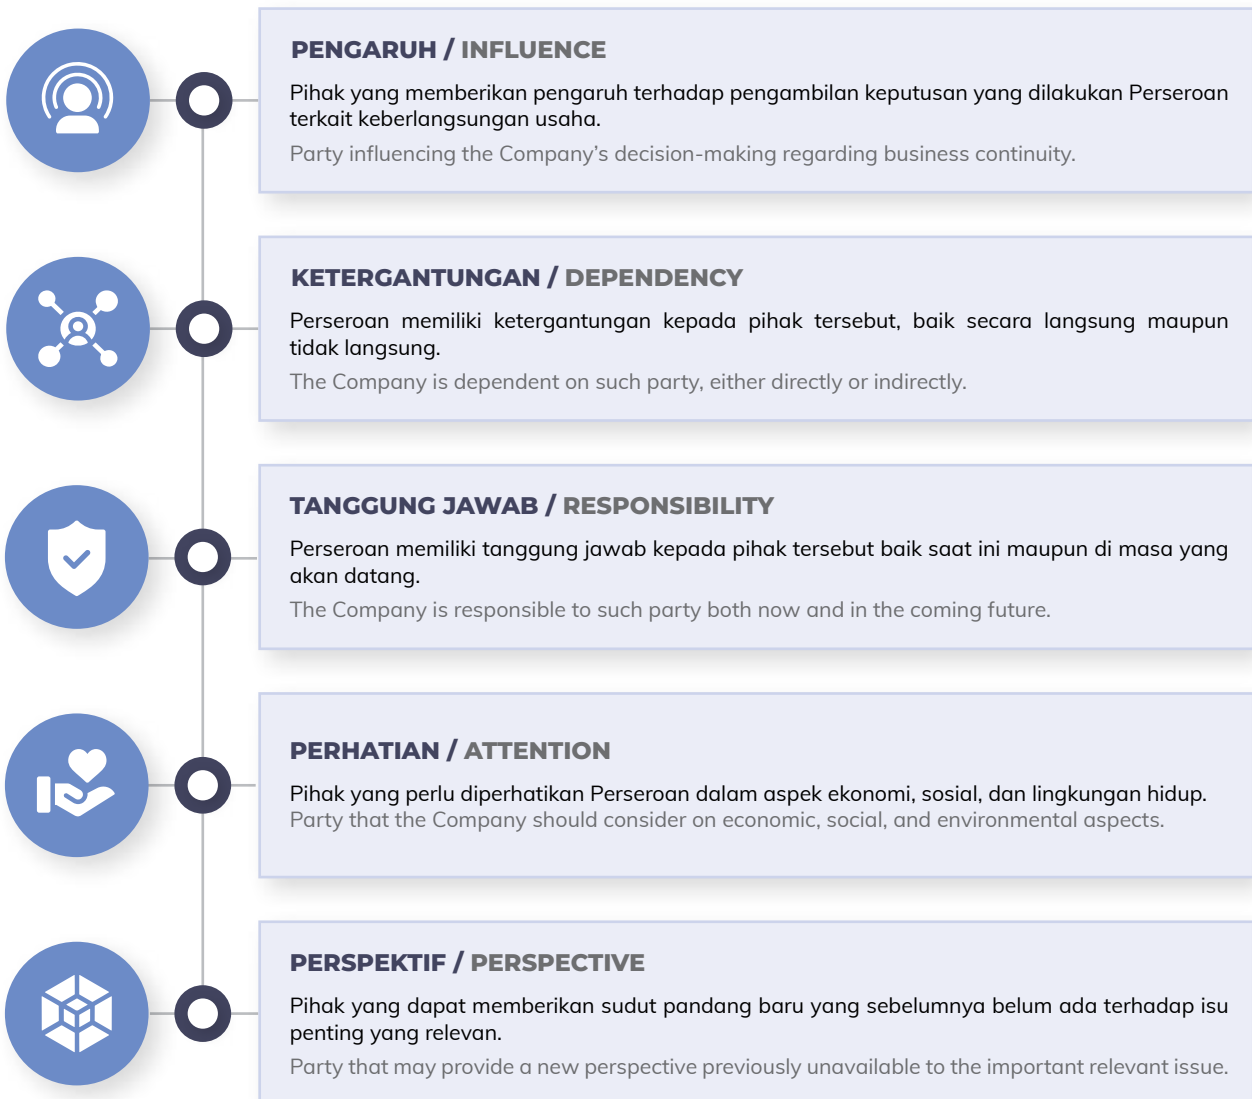 PENGARUH / INFLUENCE
Pihak yang memberikan pengaruh terhadap pengambilan keputusan yang dilakukan Perseroan
terkait keberlangsungan usaha.
Party influencing the Company’s decision-making regarding business continuity.
KETERGANTUNGAN / DEPENDENCY
Perseroan memiliki ketergantungan kepada pihak tersebut, baik secara langsung maupun
tidak langsung.
The Company is dependent on such party, either directly or indirectly.
TANGGUNG JAWAB / RESPONSIBILITY
Perseroan memiliki tanggung jawab kepada pihak tersebut baik saat ini maupun di masa yang
akan datang.
The Company is responsible to such party both now and in the coming future.
PERHATIAN / ATTENTION
Pihak yang perlu diperhatikan Perseroan dalam aspek ekonomi, sosial, dan lingkungan hidup.
Party that the Company should consider on economic, social, and environmental aspects.
PERSPEKTIF / PERSPECTIVE
Pihak yang dapat memberikan sudut pandang baru yang sebelumnya belum ada terhadap isu
penting yang relevan.
Party that may provide a new perspective previously unavailable to the important relevant issue.